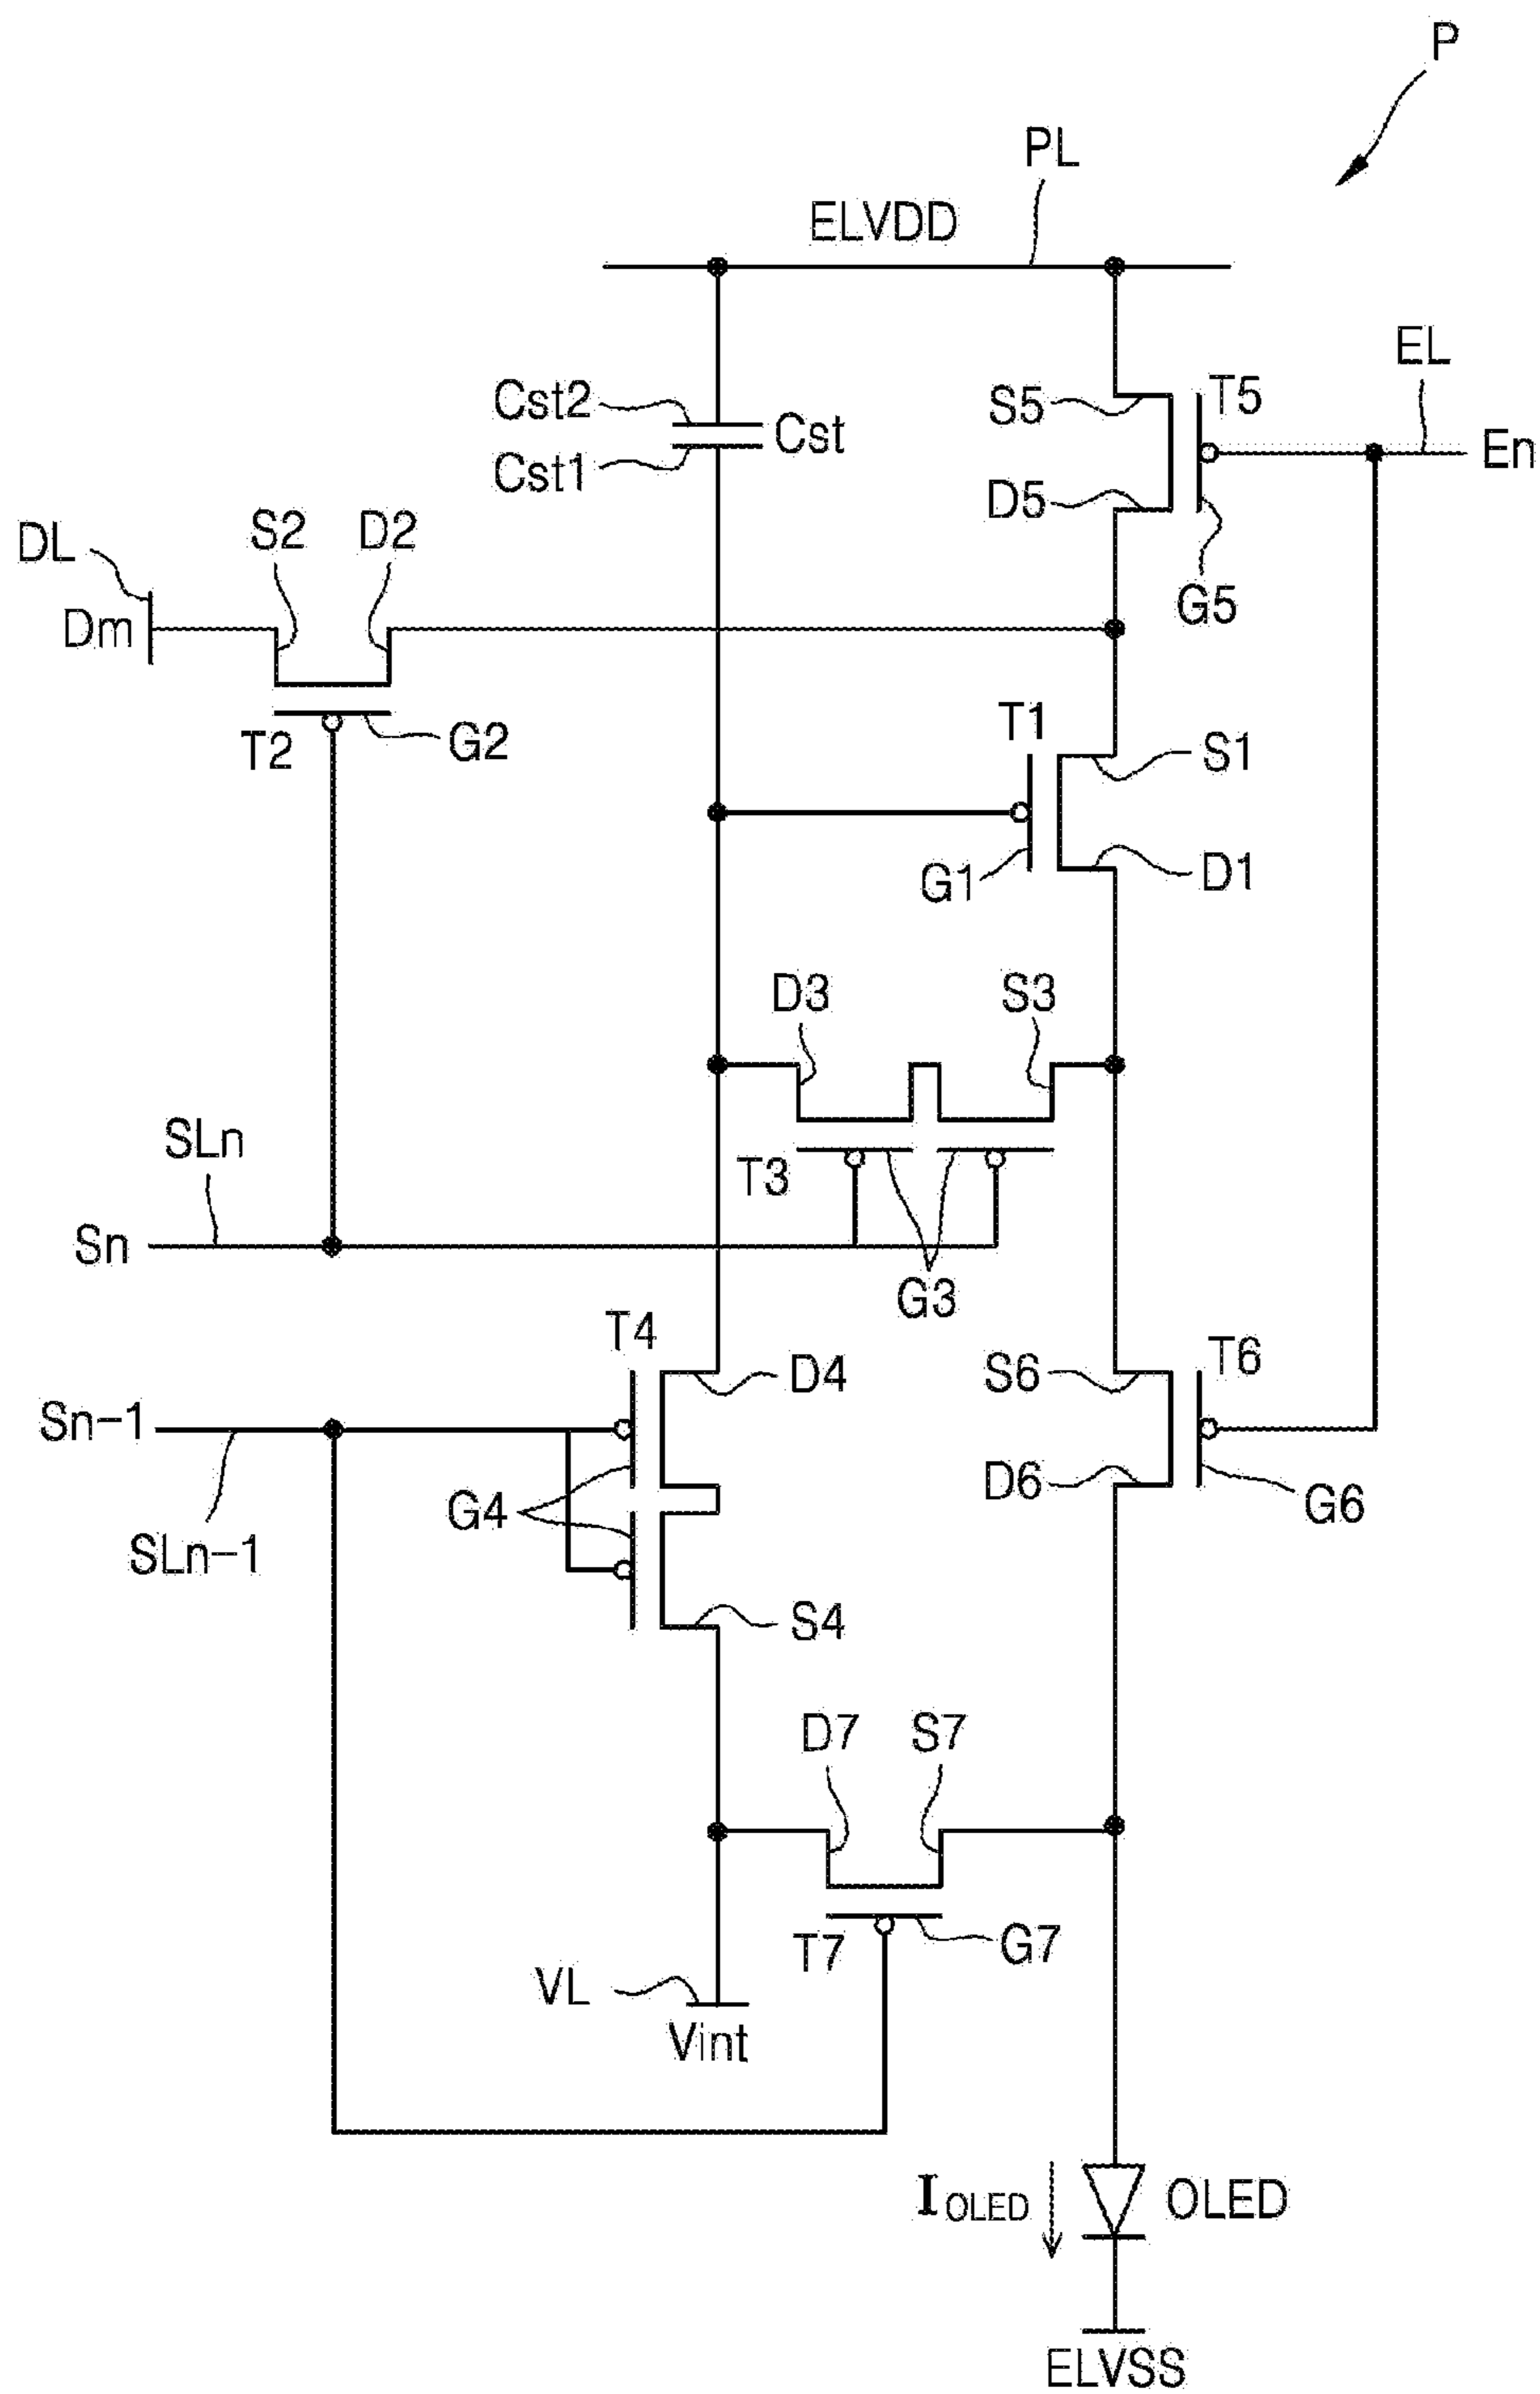 P
PL
ELVDD
EL
Cst2
Cst
Cst1
S5
T5
En
D5
G5
DL
S2
D2
Dm
T2
G2
T1
S1
G1
D1
D3
S3
SLn
T3
Sn
G3
T4
D4
S6
T6
Sn-1
G4
D6
G6
SLn-1
S4
D7
S7
T7
G7
VL
Vint
IOLED
OLED
ELVSS